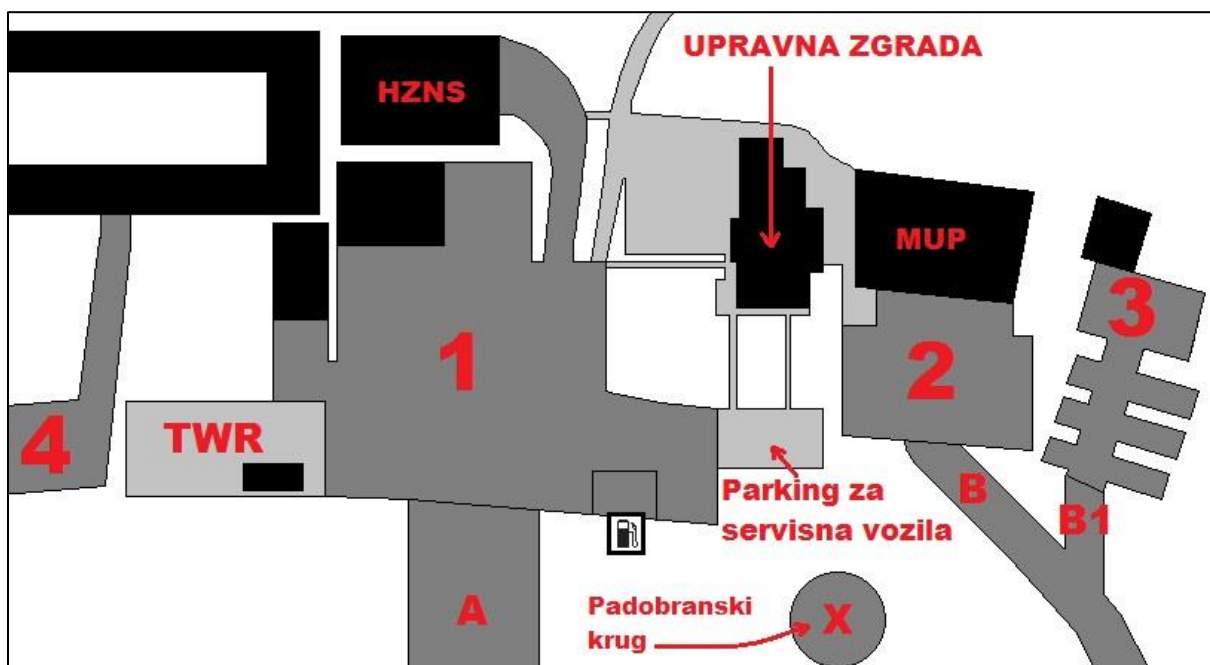 UPRAVNA ZGRADA
HZNS
MUP
3
1
2
4
TWR
B
Parking za
servisna vozila
B1
A
Padobranski
krug
X